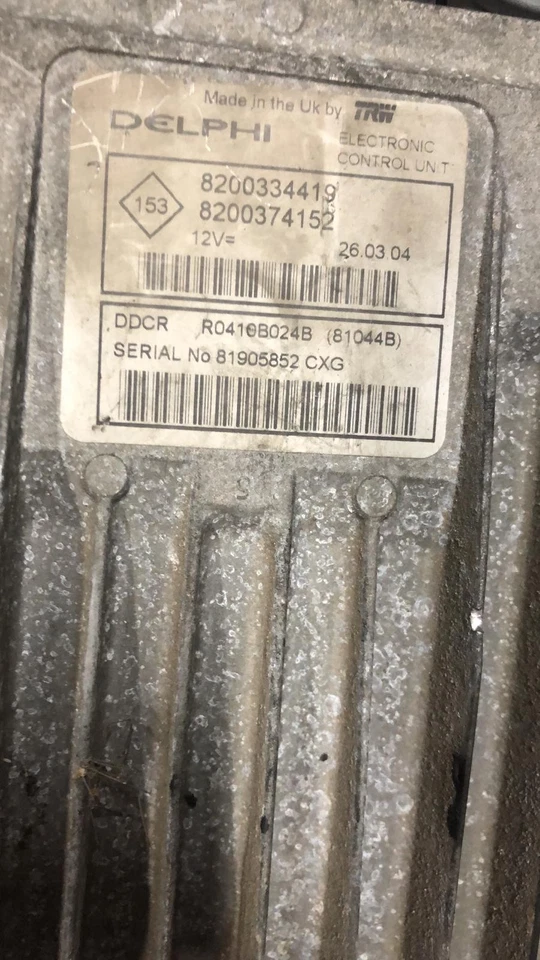 Made in the Uk by TRW
DELPHI
ELECTRONIC
CONTROL UNIT
153
8200334419
8200374152
12V=
26.03.04
DDCR R0410B024B (81044B)
SERIAL No 81905852 CXG